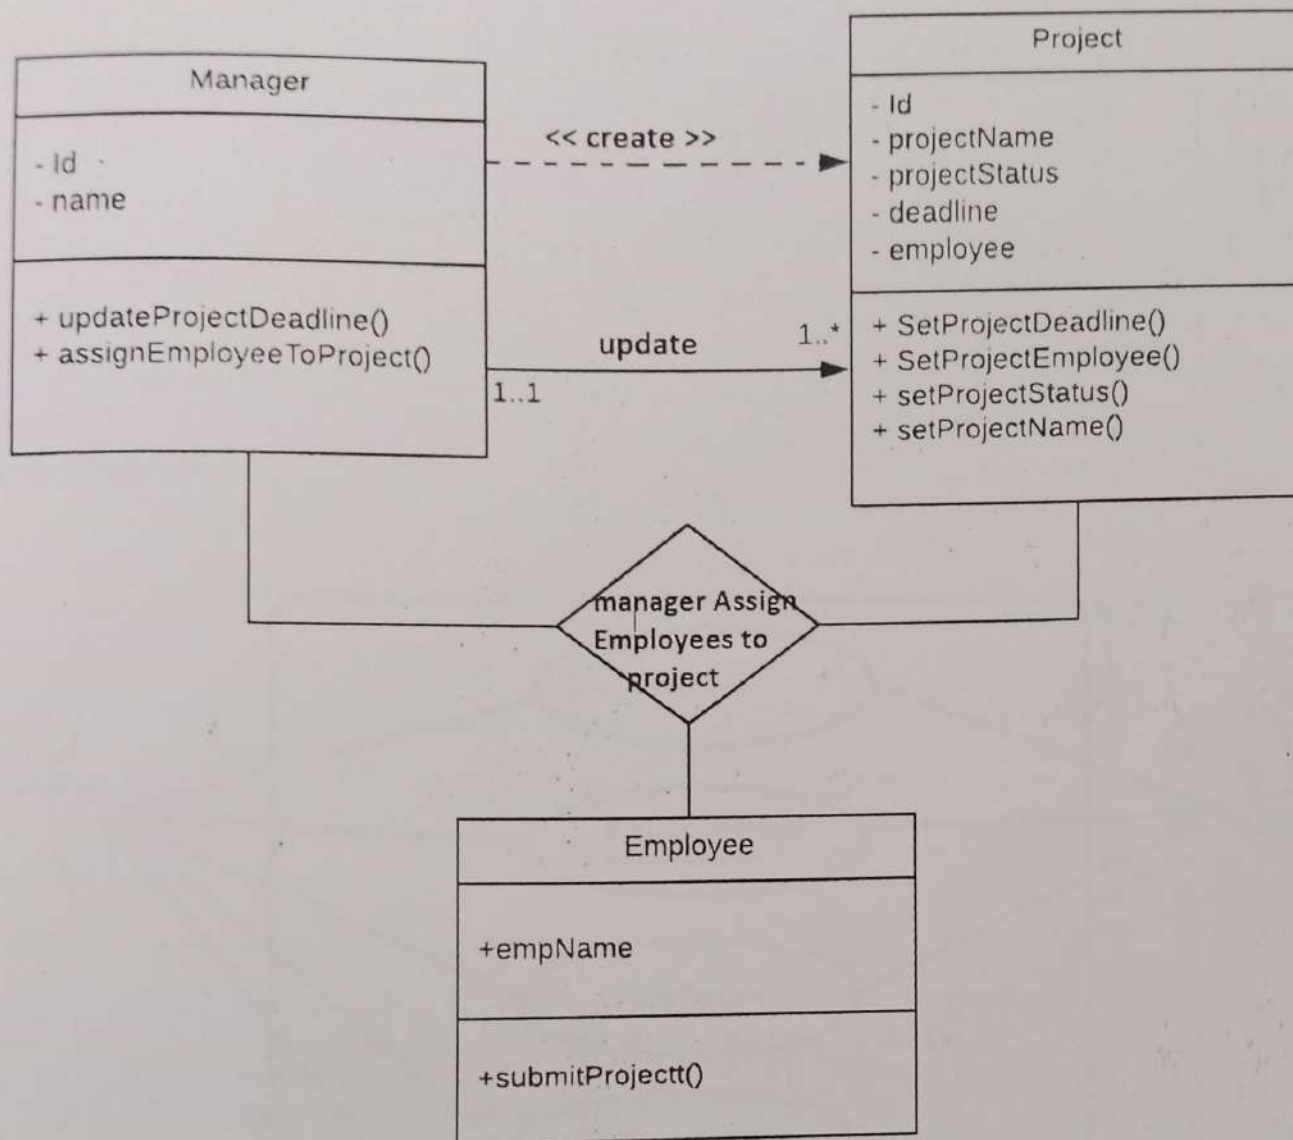 Manager
- Id
- name
+ updateProjectDeadline()
+ assignEmployeeToProject()
<< create >>
update
1..1
1..*
Project
- Id
- projectName
- projectStatus
- deadline
- employee
+ SetProjectDeadline()
+ SetProjectEmployee()
+ setProjectStatus()
+ setProjectName()
manager Assign
Employees to
project
Employee
+empName
+submitProjectt()